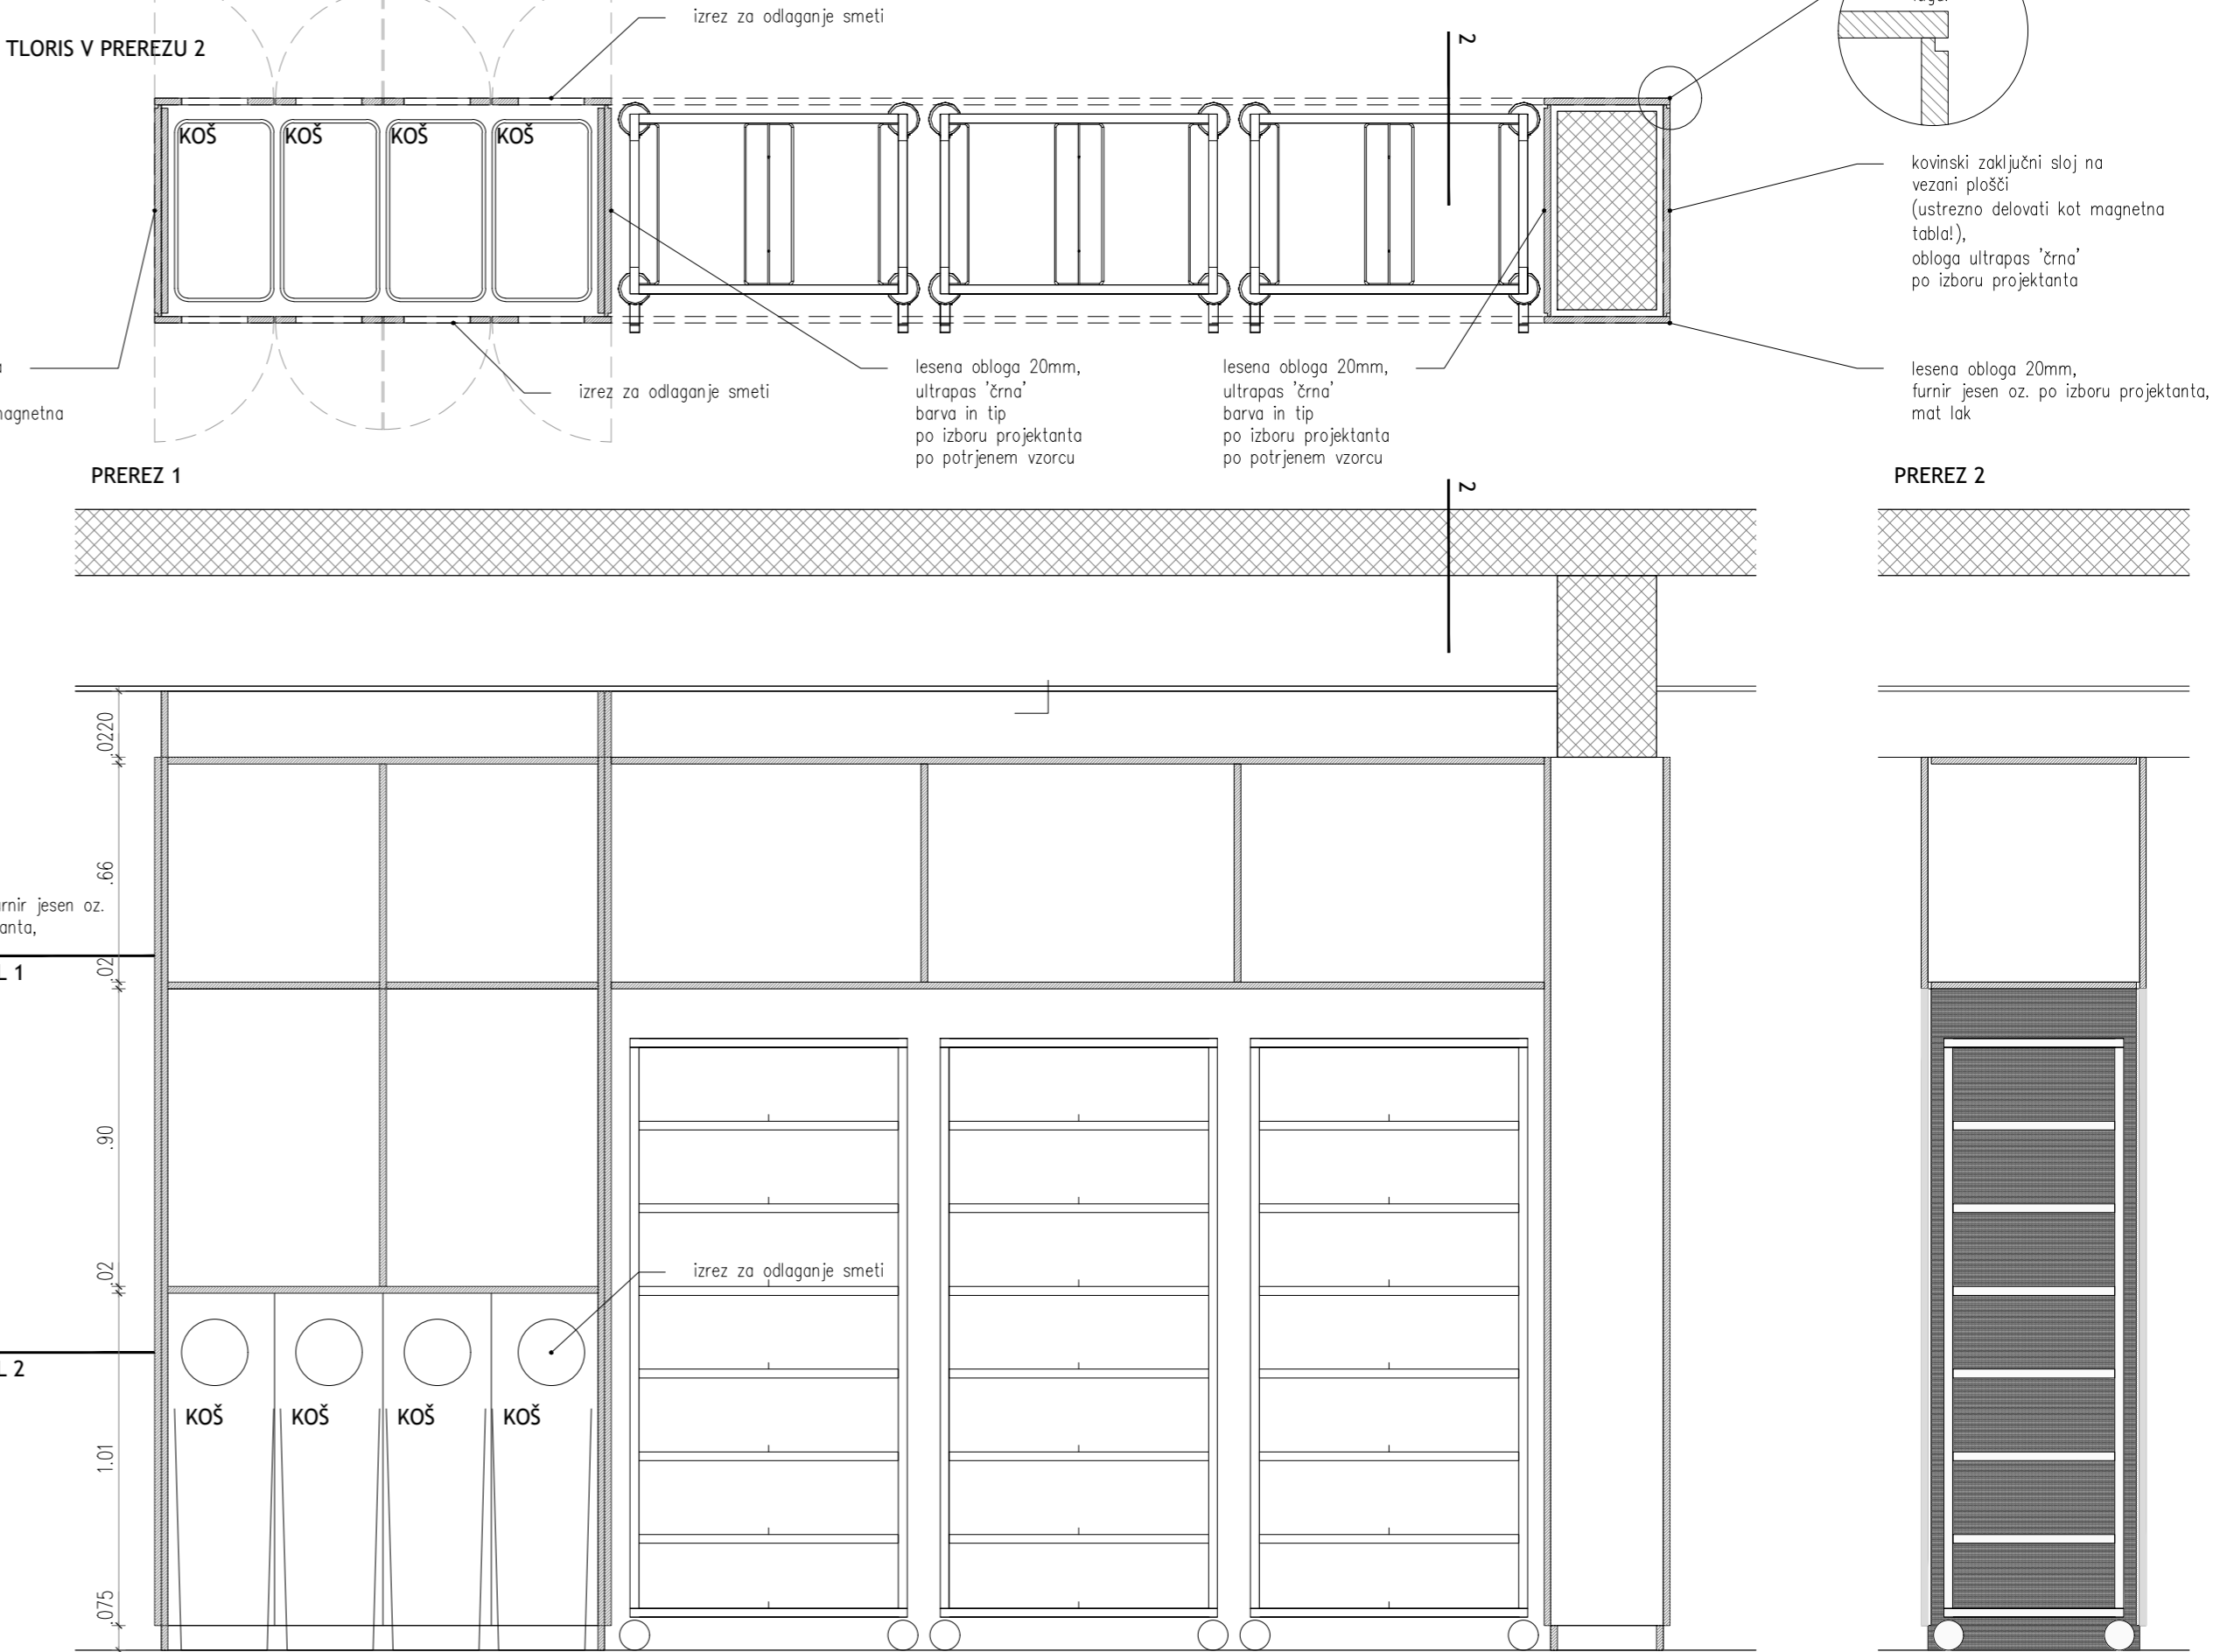 izrez za odlaganje smeti
TLORIS V PREREZU 2
2
KOŠ
KOŠ
KOŠ
KOŠ
kovinski zaključni sloj na
vezani plošči
(ustrezno delovati kot magnetna
tabla!),
obloga ultrapas 'črna'
po izboru projektanta
izrez za odlaganje smeti
lesena obloga 20mm,
ultrapas 'črna'
barva in tip
po izboru projektanta
po potrjenem vzorcu
lesena obloga 20mm,
ultrapas 'črna'
barva in tip
po izboru projektanta
po potrjenem vzorcu
lesena obloga 20mm,
furnir jesen oz. po izboru projektanta,
mat lak
PREREZ 1
2
PREREZ 2
.0220
.66
jesen oz.
.02
1
.90
.02
izrez za odlaganje smeti
2
KOŠ
KOŠ
KOŠ
KOŠ
1.01
.075